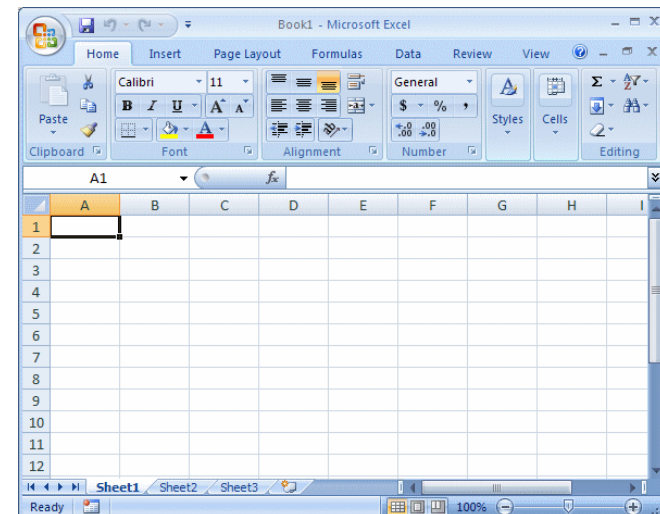 Book1 - Microsoft Excel
Home Insert Page Layout Formulas Data Review View
Calibri 11 General Σ
Paste B I U A A $ % , Styles Cells
A .00 .00
Clipboard Font Alignment Number Editing
A1 fx
A B C D E F G H I
1
2
3
4
5
6
7
8
9
10
11
12
Sheet1 Sheet2 Sheet3
Ready 100%